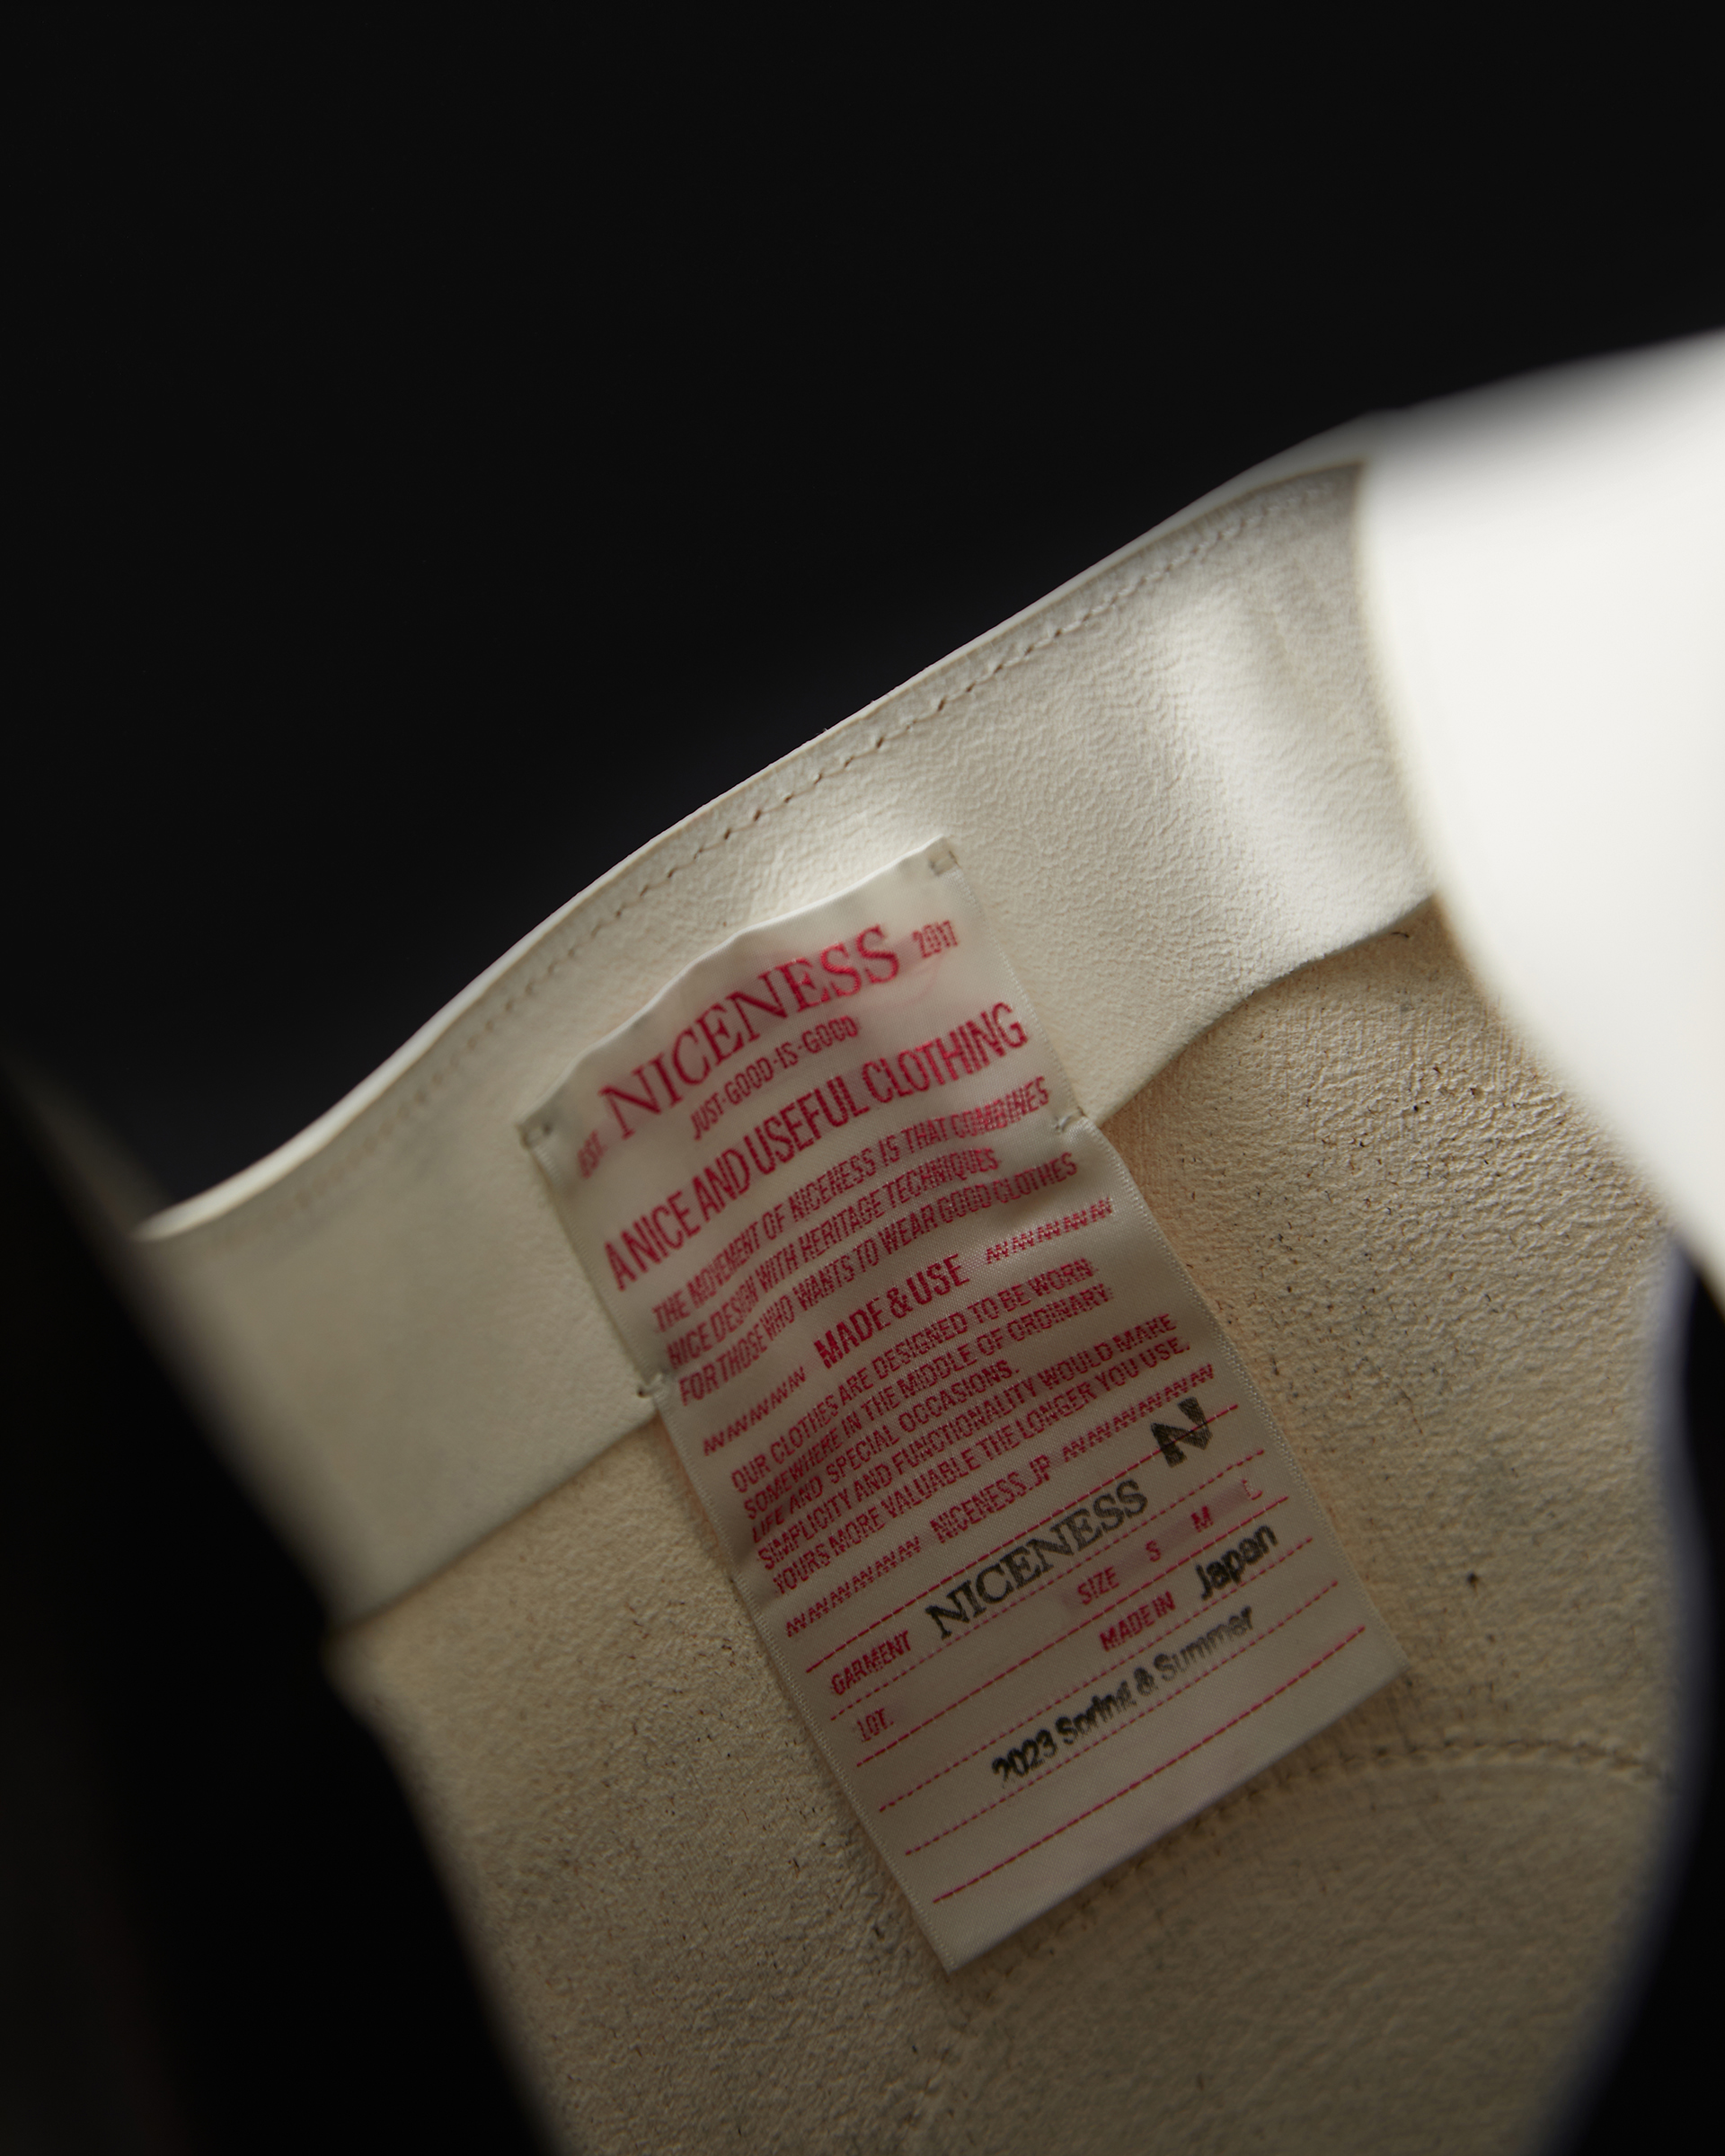 EST. NICENESS 2017
JUST-GOOD-IS-GOOD
A NICE AND USEFUL CLOTHING
THE MOVEMENT OF NICENESS IS THAT COMBINES
NICE DESIGN WITH HERITAGE TECHNIQUES
FOR THOSE WHO WANTS TO WEAR GOOD CLOTHES
MADE & USE
OUR CLOTHES ARE DESIGNED TO BE WORN
SOMEWHERE IN THE MIDDLE OF ORDINARY
LIFE AND SPECIAL OCCASIONS.
SIMPLICITY AND FUNCTIONALITY WOULD MAKE
YOURS MORE VALUABLE THE LONGER YOU USE.
NICENESS.JP
N
GARMENT NICENESS
LOT. SIZE S M L
MADE IN Japan
2023 Spring & Summer